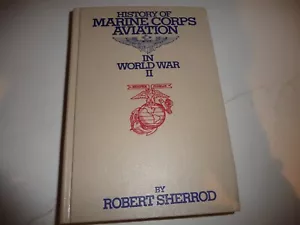 HISTORY OF
MARINE CORPS
AVIATION
IN
WORLD WAR
II
BY
ROBERT SHERROD